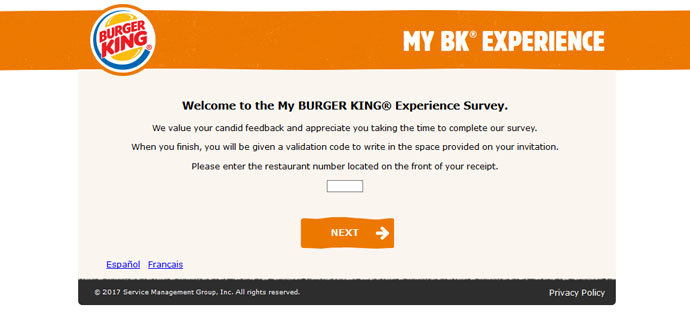 BURGER
KING®
MY BK® EXPERIENCE
Welcome to the My BURGER KING® Experience Survey.
We value your candid feedback and appreciate you taking the time to complete our survey.
When you finish, you will be given a validation code to write in the space provided on your invitation.
Please enter the restaurant number located on the front of your receipt.
NEXT
Español Français
© 2017 Service Management Group, Inc. All rights reserved. Privacy Policy